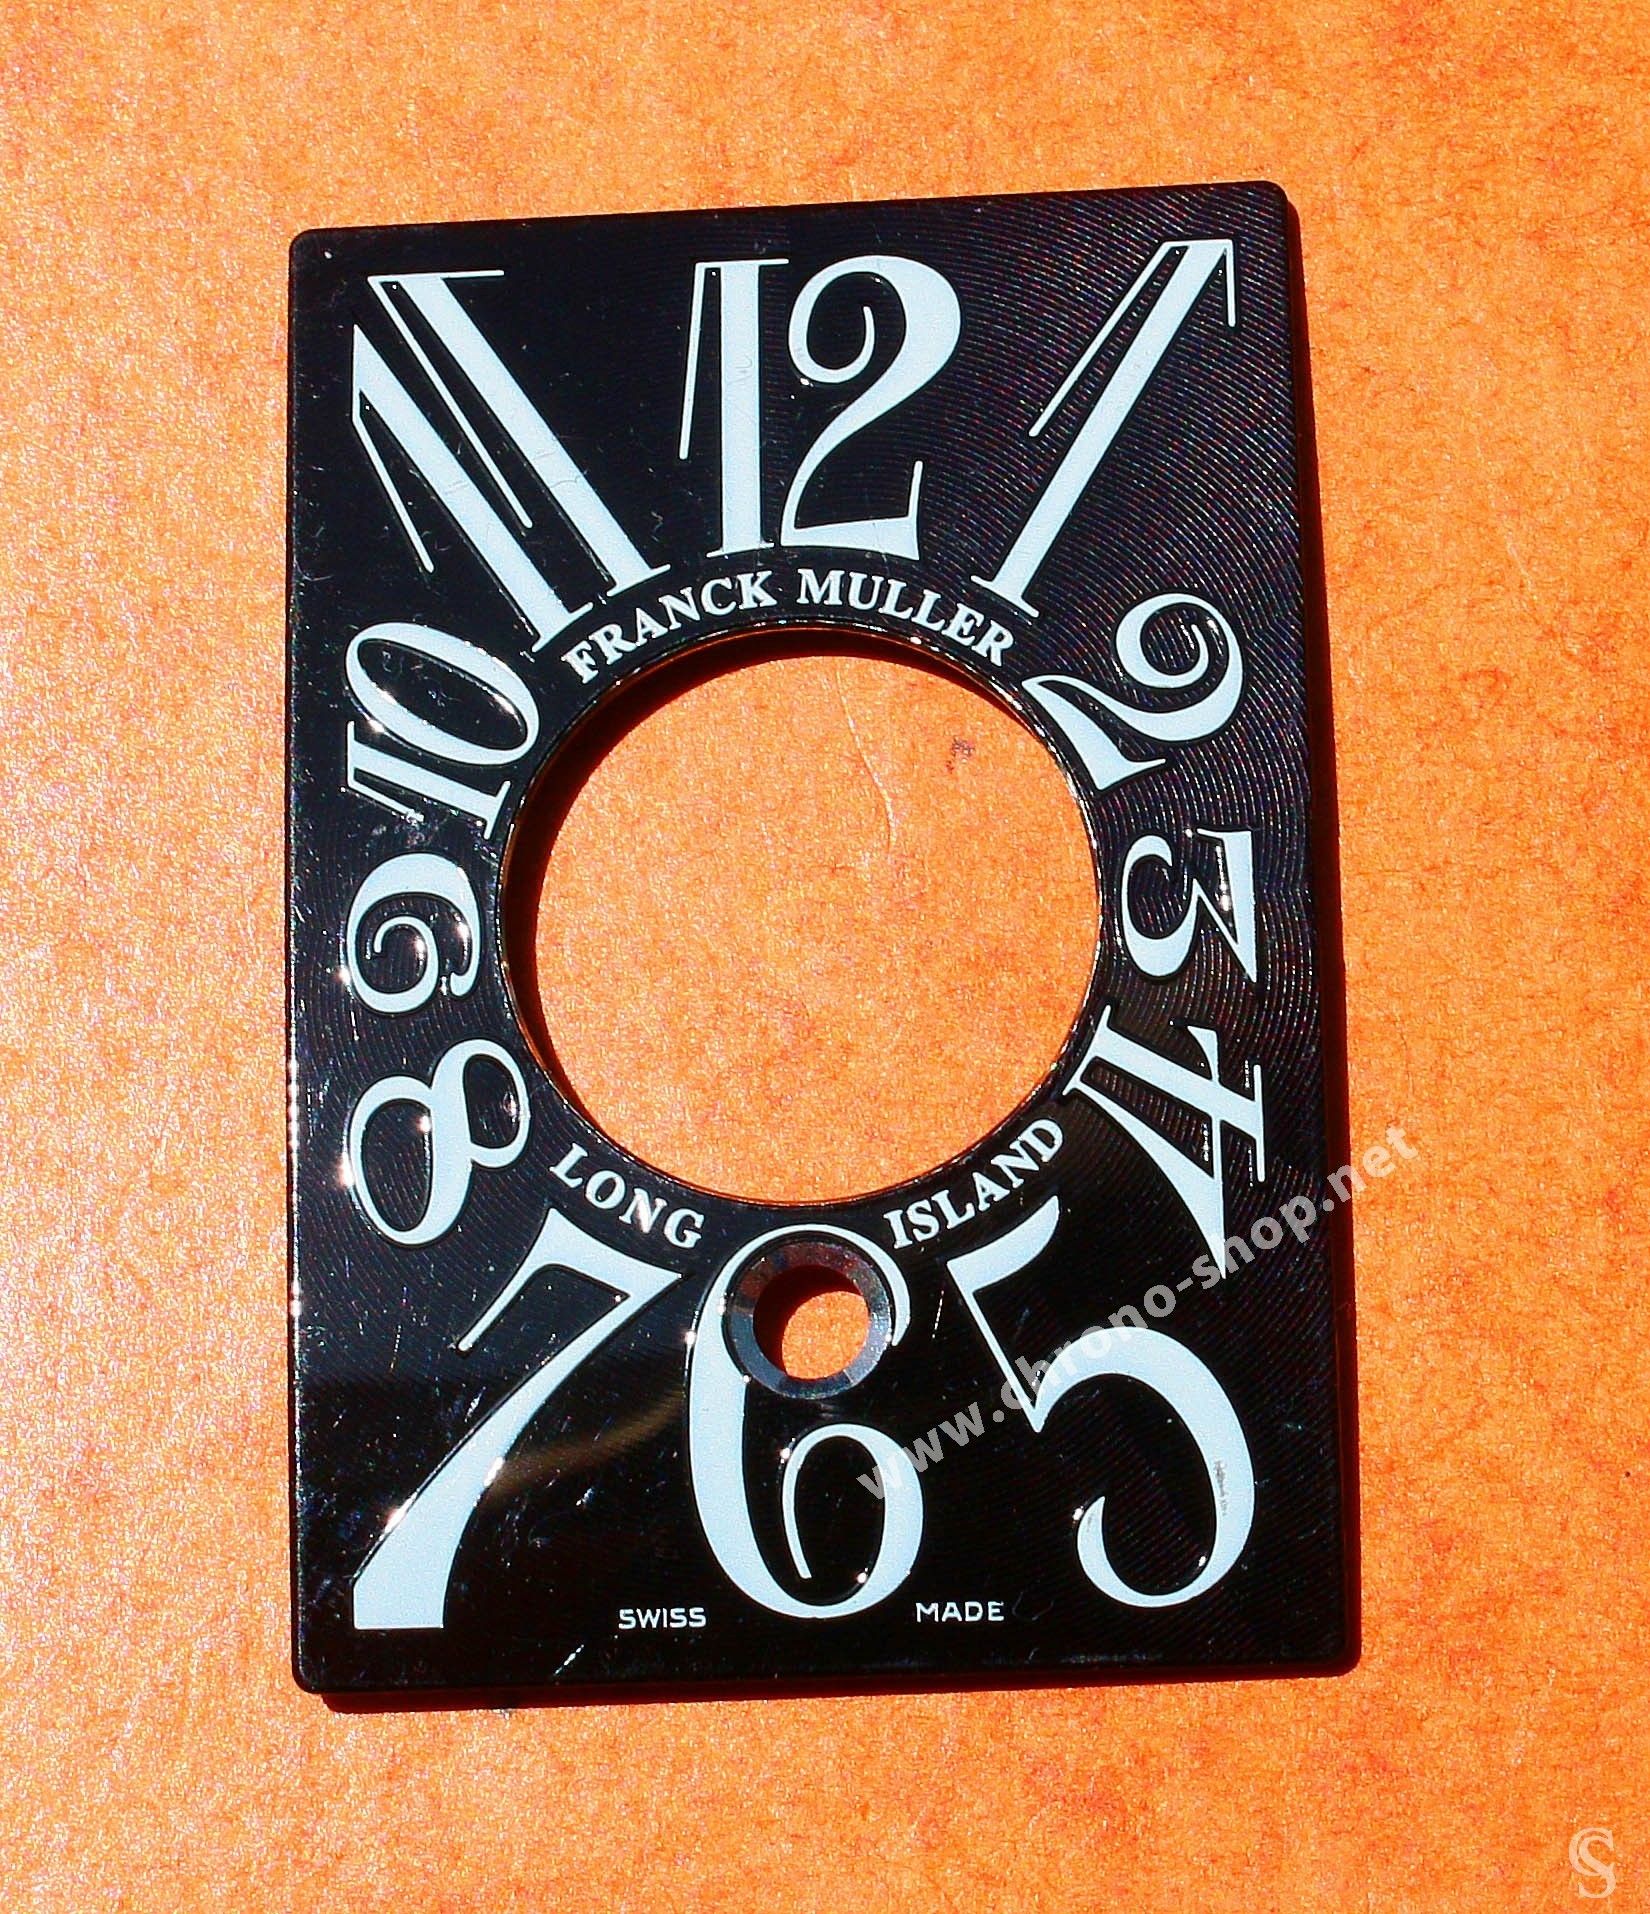 11 12 1
FRANCK MULLER
10 2
9 3
8 4
LONG ISLAND
7 6 5
www.chrono-shop.net
SWISS MADE
CS